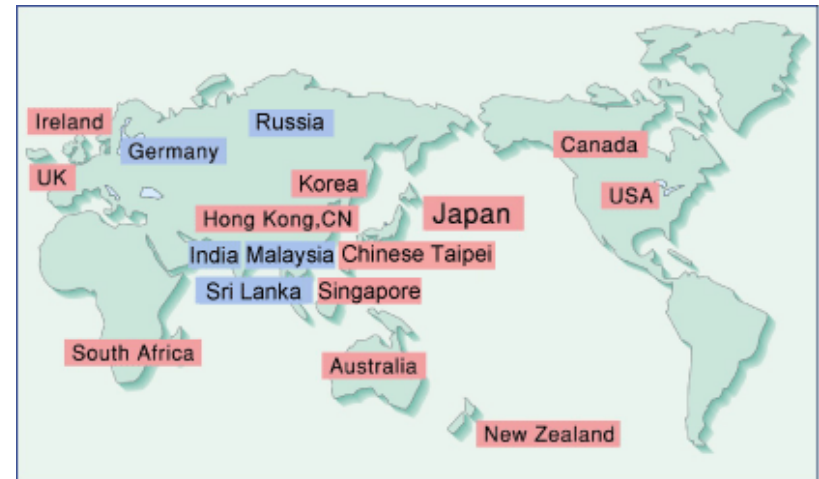 Ireland
Russia
Germany
Canada
UK
Korea
USA
Hong Kong,CN
Japan
India
Malaysia
Chinese Taipei
Sri Lanka
Singapore
South Africa
Australia
New Zealand